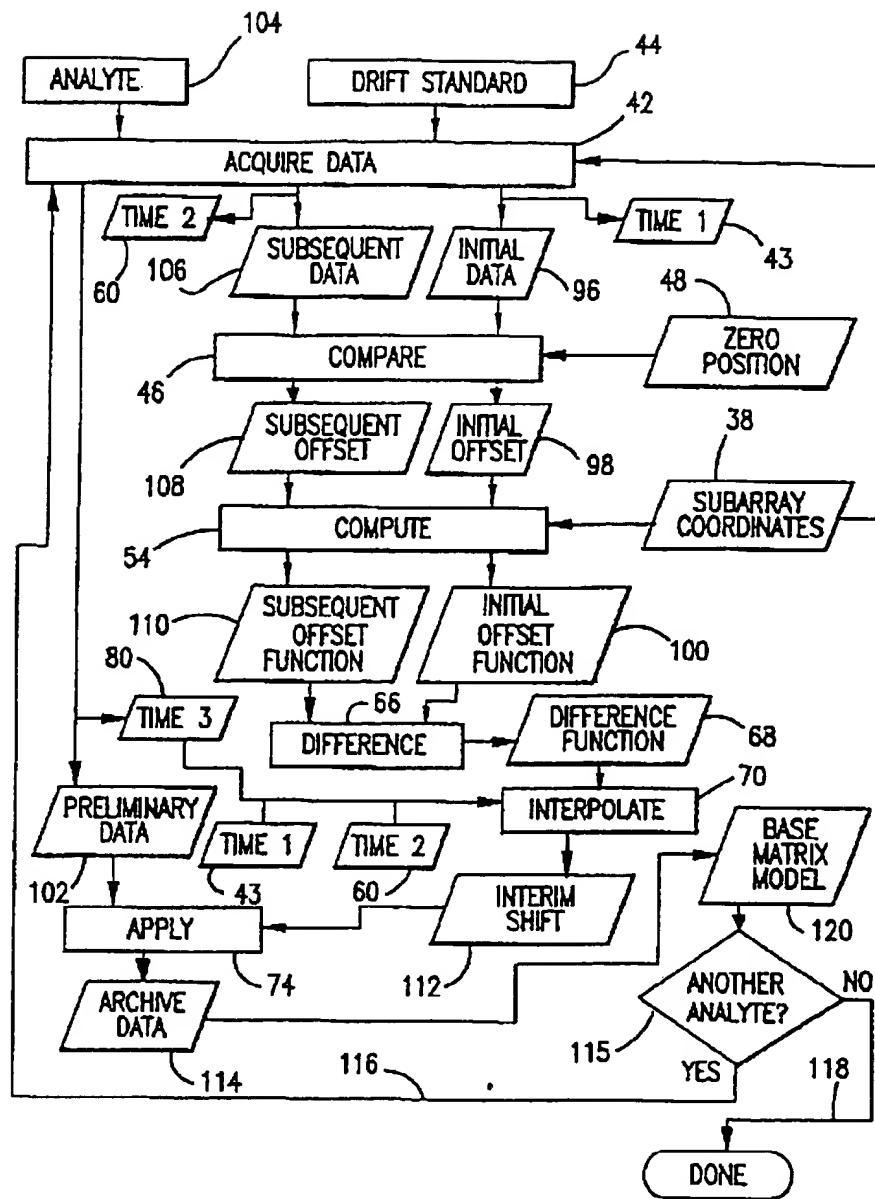 104
44
ANALYTE
DRIFT STANDARD
42
ACQUIRE DATA
TIME 2
TIME 1
60
106
SUBSEQUENT
DATA
INITIAL
DATA
96
43
48
ZERO
POSITION
COMPARE
46
SUBSEQUENT
OFFSET
INITIAL
OFFSET
108
98
38
SUBARRAY
COORDINATES
COMPUTE
54
110
SUBSEQUENT
OFFSET
FUNCTION
INITIAL
OFFSET
FUNCTION
100
80
TIME 3
66
DIFFERENCE
DIFFERENCE
FUNCTION
68
70
INTERPOLATE
PRELIMINARY
DATA
TIME 1
TIME 2
BASE
MATRIX
MODEL
102
43
60
120
APPLY
74
INTERIM
SHIFT
112
ARCHIVE
DATA
114
ANOTHER
ANALYTE?
NO
115
YES
116
118
DONE